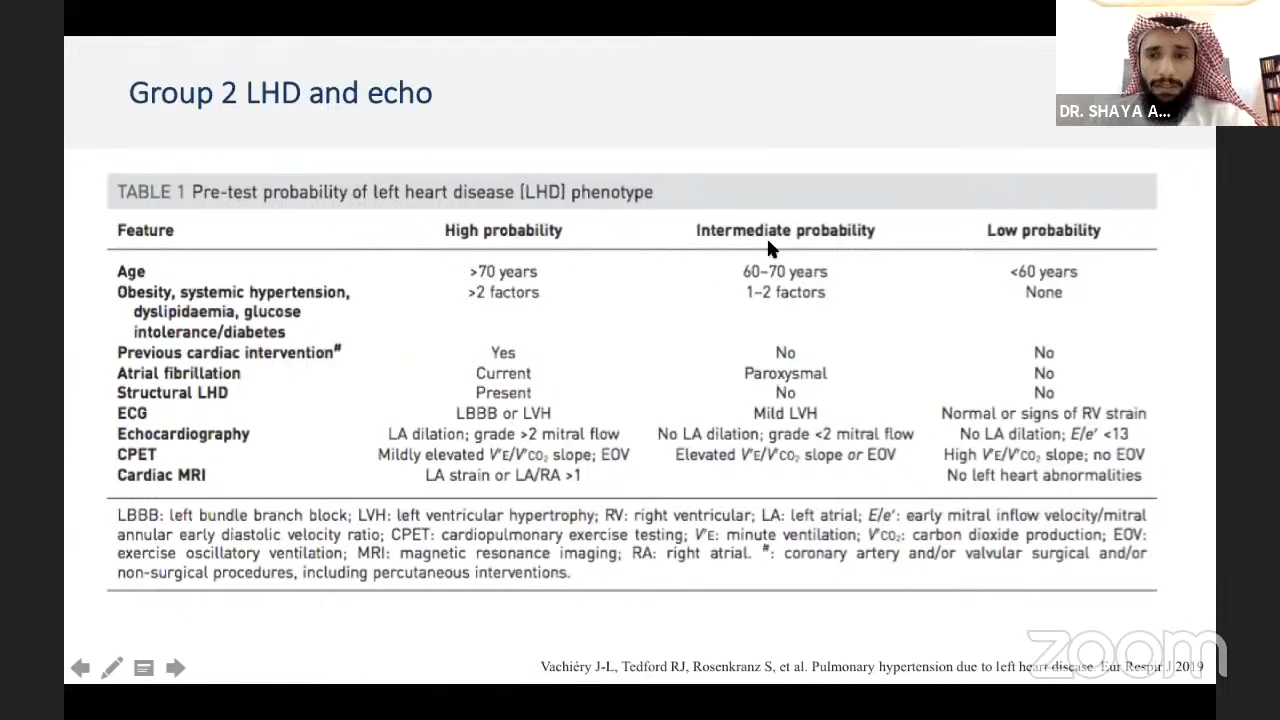 Group 2 LHD and echo
DR. SHAYA A...
TABLE 1 Pre-test probability of left heart disease [LHD] phenotype
Feature High probability Intermediate probability Low probability
Age >70 years 60–70 years <60 years
Obesity, systemic hypertension, >2 factors 1–2 factors None
dyslipidaemia, glucose
intolerance/diabetes
Previous cardiac intervention# Yes No No
Atrial fibrillation Current Paroxysmal No
Structural LHD Present No No
ECG LBBB or LVH Mild LVH Normal or signs of RV strain
Echocardiography LA dilation; grade >2 mitral flow No LA dilation; grade <2 mitral flow No LA dilation; E/e′ <13
CPET Mildly elevated V′E/V′CO₂ slope; EOV Elevated V′E/V′CO₂ slope or EOV High V′E/V′CO₂ slope; no EOV
Cardiac MRI LA strain or LA/RA >1 No left heart abnormalities
LBBB: left bundle branch block; LVH: left ventricular hypertrophy; RV: right ventricular; LA: left atrial; E/e′: early mitral inflow velocity/mitral
annular early diastolic velocity ratio; CPET: cardiopulmonary exercise testing; V′E: minute ventilation; V′CO₂: carbon dioxide production; EOV:
exercise oscillatory ventilation; MRI: magnetic resonance imaging; RA: right atrial. #: coronary artery and/or valvular surgical and/or
non-surgical procedures, including percutaneous interventions.
Vachiéry J-L, Tedford RJ, Rosenkranz S, et al. Pulmonary hypertension due to left heart disease. Eur Respir J 2019
zoom